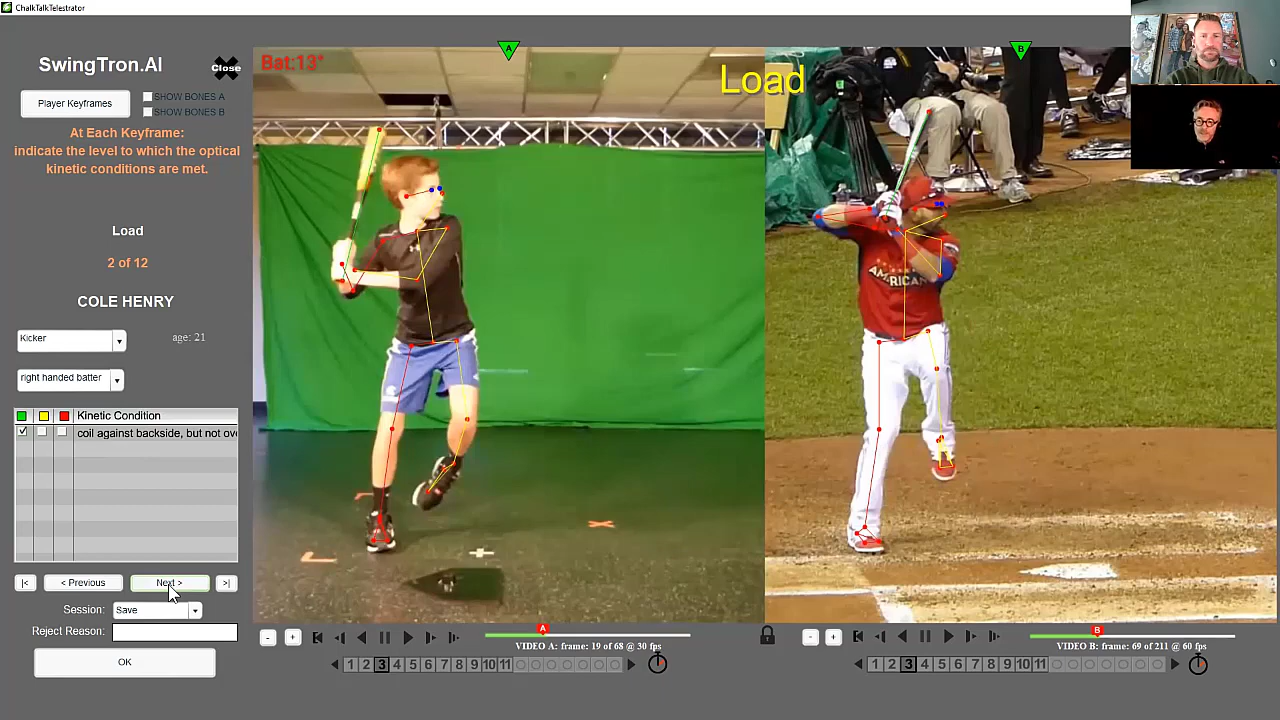 ChalkTalkTelestrator
SwingTron.AI
Close
Player Keyframes
SHOW BONES A
SHOW BONES B
At Each Keyframe:
indicate the level to which the optical
kinetic conditions are met.
Load
2 of 12
COLE HENRY
Kicker
age: 21
right handed batter
Kinetic Condition
coil against backside, but not ov
|<
< Previous
Next >
>|
Session:
Save
Reject Reason:
OK
Bat:13°
A
Load
B
AMERICAN
- +
A
VIDEO A: frame: 19 of 68 @ 30 fps
1 2 3 4 5 6 7 8 9 10 11
- +
B
VIDEO B: frame: 69 of 211 @ 60 fps
1 2 3 4 5 6 7 8 9 10 11